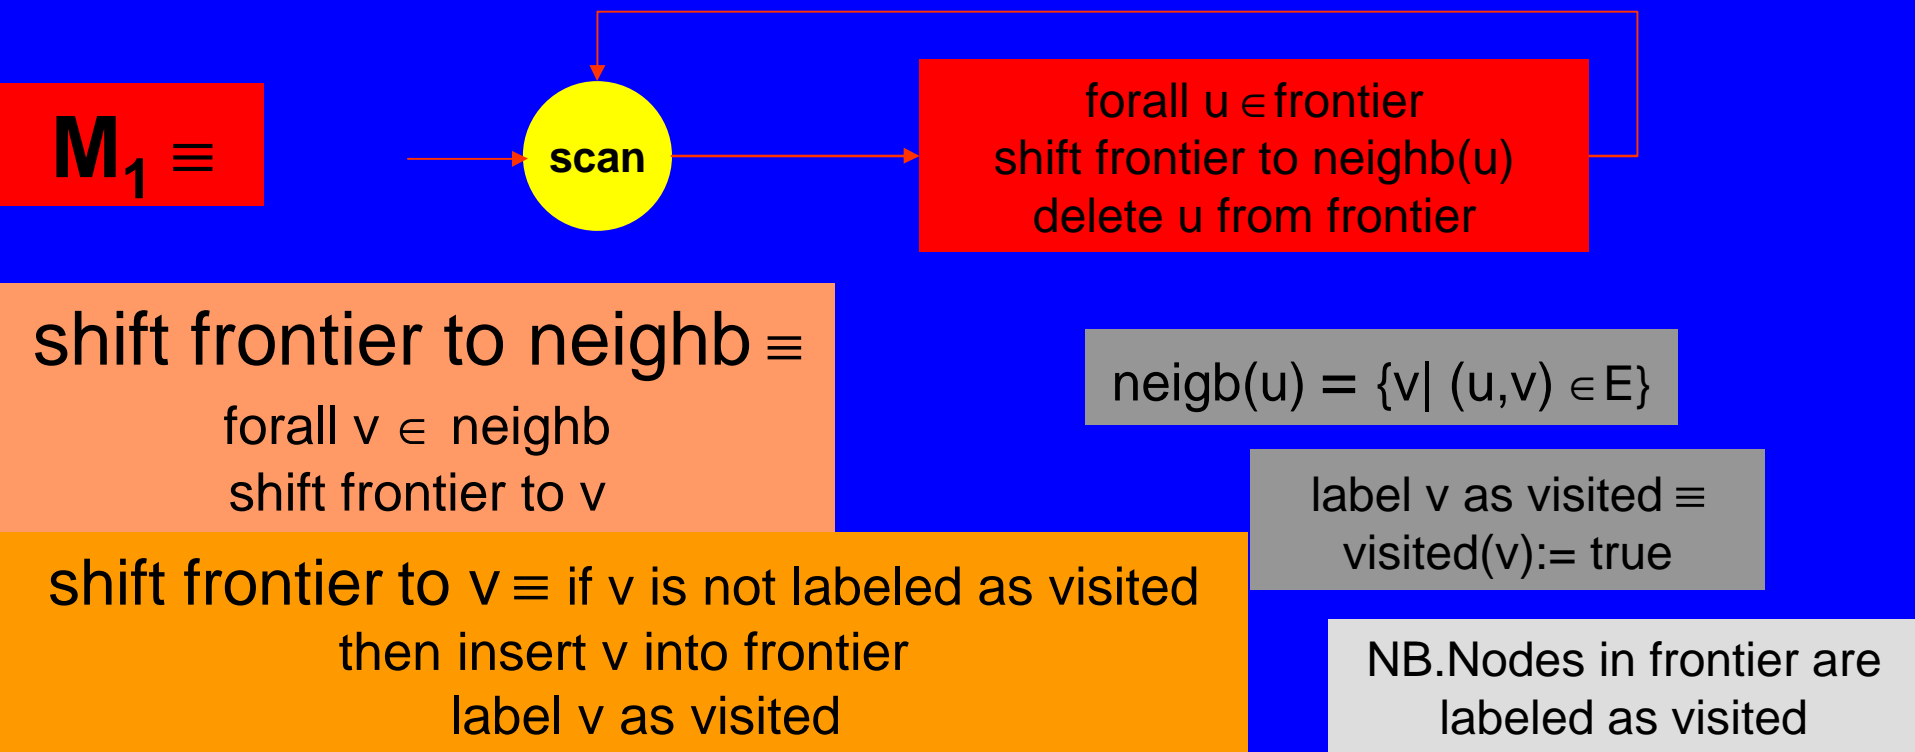 M₁ ≡
scan
forall u ∈ frontier
shift frontier to neighb(u)
delete u from frontier
shift frontier to neighb ≡
forall v ∈ neighb
shift frontier to v
neigb(u) = {v| (u,v) ∈ E}
label v as visited ≡
visited(v):= true
shift frontier to v ≡ if v is not labeled as visited
then insert v into frontier
label v as visited
NB.Nodes in frontier are
labeled as visited